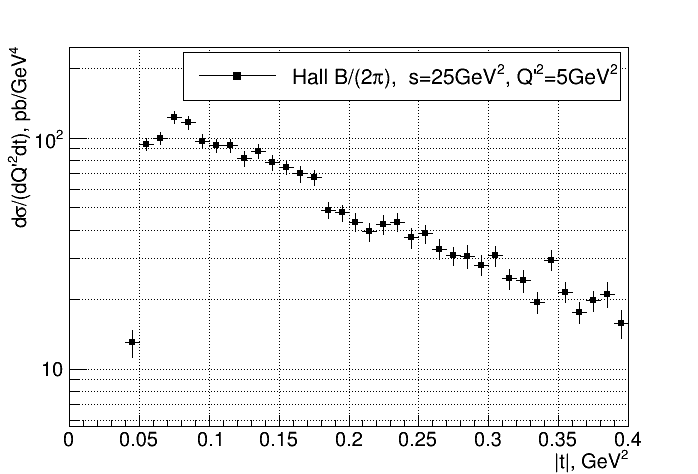 Hall B/(2π), s=25GeV², Q'²=5GeV²
dσ/(dQ'²dt), pb/GeV⁴
10²
10
0 0.05 0.1 0.15 0.2 0.25 0.3 0.35 0.4
|t|, GeV²